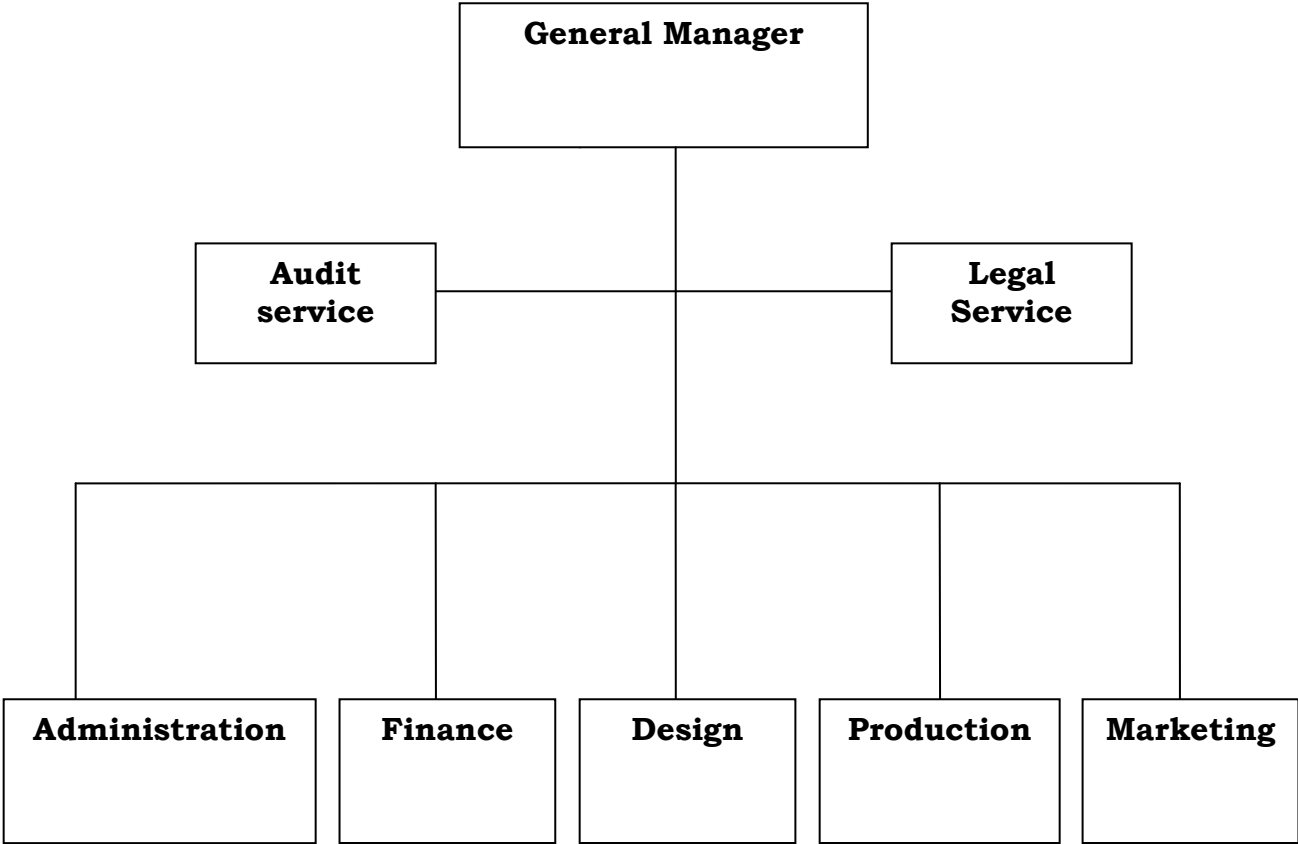 General Manager
Audit
service
Legal
Service
Administration
Finance
Design
Production
Marketing